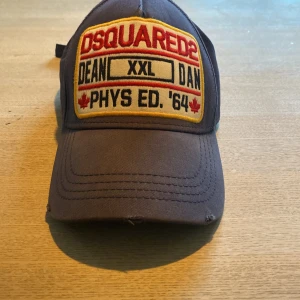 DSQUARED2
DEAN XXL DAN
PHYS ED. '64